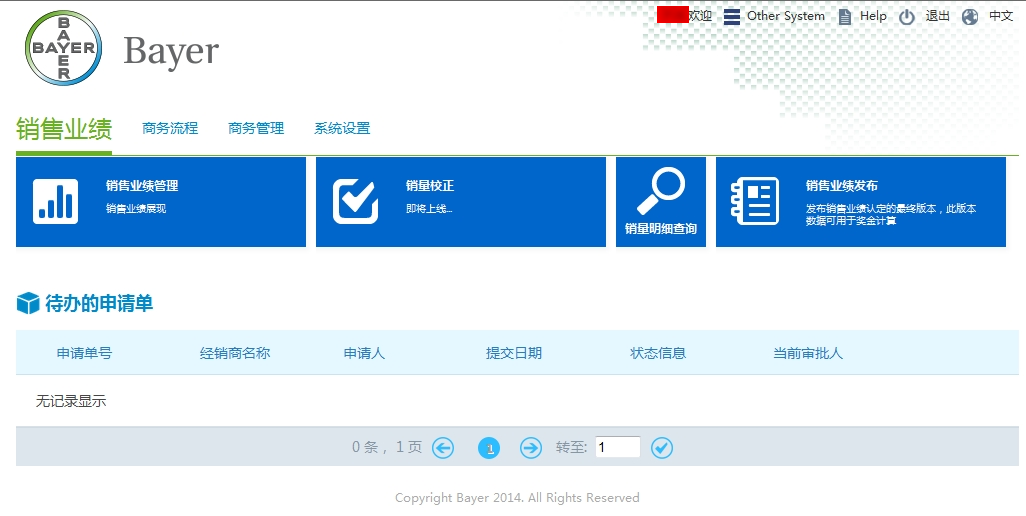 BAYER
BAYER
Bayer
欢迎 Other System Help 退出 中文
销售业绩 商务流程 商务管理 系统设置
销售业绩管理
销售业绩展现
销量校正
即将上线...
销量明细查询
销售业绩发布
发布销售业绩认定的最终版本，此版本
数据可用于奖金计算
待办的申请单
申请单号 经销商名称 申请人 提交日期 状态信息 当前审批人
无记录显示
0 条， 1 页 1 转至: 1
Copyright Bayer 2014. All Rights Reserved